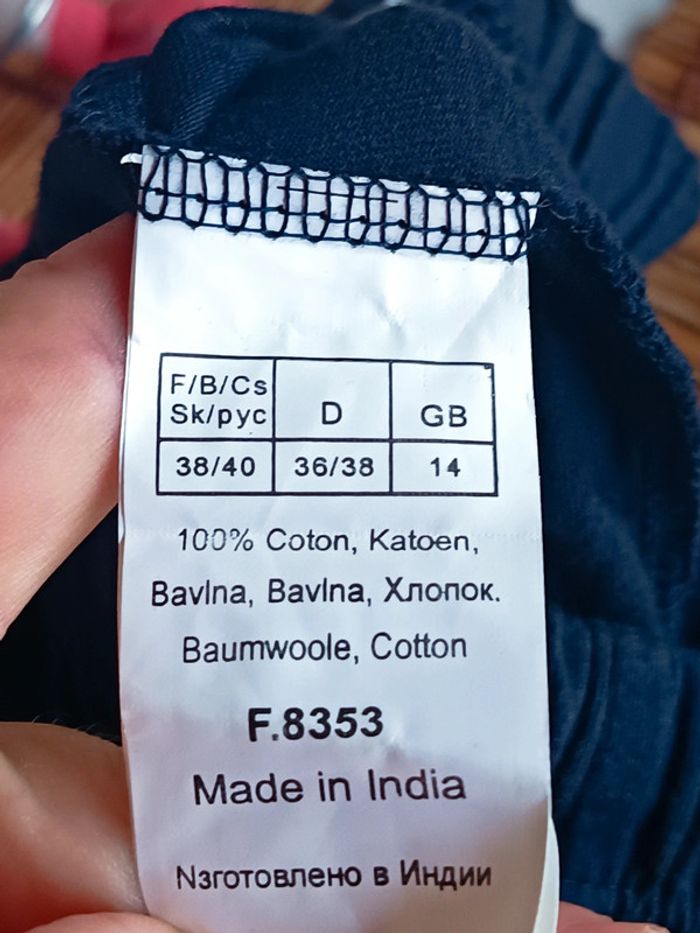 F/B/Cs
Sk/рус
D
GB
38/40
36/38
14
100% Coton, Katoen,
Bavlna, Bavlna, Хлопок.
Baumwoole, Cotton
F.8353
Made in India
Nзготовлено в Индии